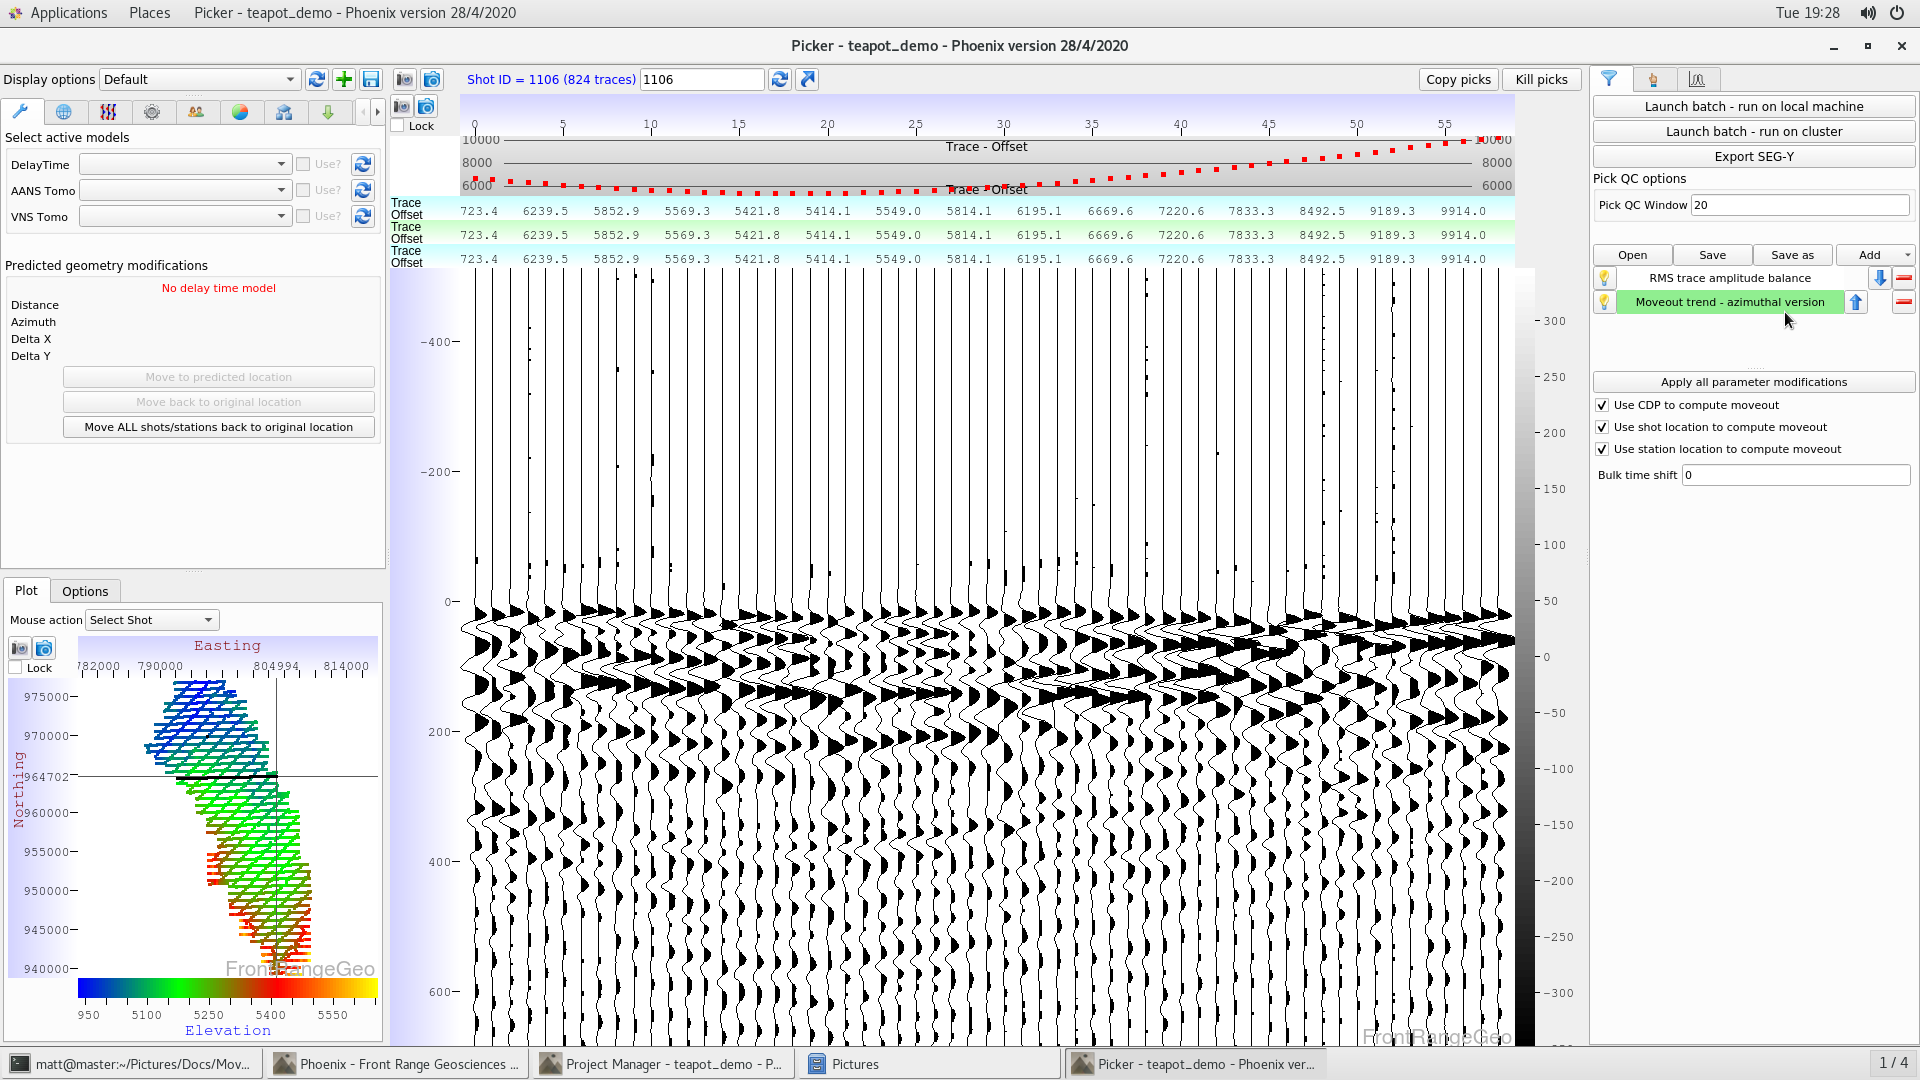 Applications Places Picker - teapot_demo - Phoenix version 28/4/2020 Tue 19:28
Picker - teapot_demo - Phoenix version 28/4/2020
Display options Default
Shot ID = 1106 (824 traces) 1106 Copy picks Kill picks
Lock
Select active models
DelayTime Use?
AANS Tomo Use?
VNS Tomo Use?
Predicted geometry modifications
No delay time model
Distance
Azimuth
Delta X
Delta Y
Move to predicted location
Move back to original location
Move ALL shots/stations back to original location
Plot Options
Mouse action Select Shot
Lock
Easting
782000 790000 804994 814000
Northing
975000
970000
964702
960000
955000
950000
945000
940000
FrontRangeGeo
950 5100 5250 5400 5550
Elevation
0 5 10 15 20 25 30 35 40 45 50 55
10000 Trace - Offset 10000
8000 8000
6000 Trace - Offset 6000
Trace
Offset 723.4 6239.5 5852.9 5569.3 5421.8 5414.1 5549.0 5814.1 6195.1 6669.6 7220.6 7833.3 8492.5 9189.3 9914.0
Trace
Offset 723.4 6239.5 5852.9 5569.3 5421.8 5414.1 5549.0 5814.1 6195.1 6669.6 7220.6 7833.3 8492.5 9189.3 9914.0
Trace
Offset 723.4 6239.5 5852.9 5569.3 5421.8 5414.1 5549.0 5814.1 6195.1 6669.6 7220.6 7833.3 8492.5 9189.3 9914.0
-400
-200
0
200
400
600
300
250
200
150
100
50
0
-50
-100
-150
-200
-250
-300
FrontRangeGeo
Launch batch - run on local machine
Launch batch - run on cluster
Export SEG-Y
Pick QC options
Pick QC Window 20
Open Save Save as Add
RMS trace amplitude balance
Moveout trend - azimuthal version
Apply all parameter modifications
Use CDP to compute moveout
Use shot location to compute moveout
Use station location to compute moveout
Bulk time shift 0
matt@master:~/Pictures/Docs/Mov... Phoenix - Front Range Geosciences ... Project Manager - teapot_demo - P... Pictures Picker - teapot_demo - Phoenix ver... 1 / 4